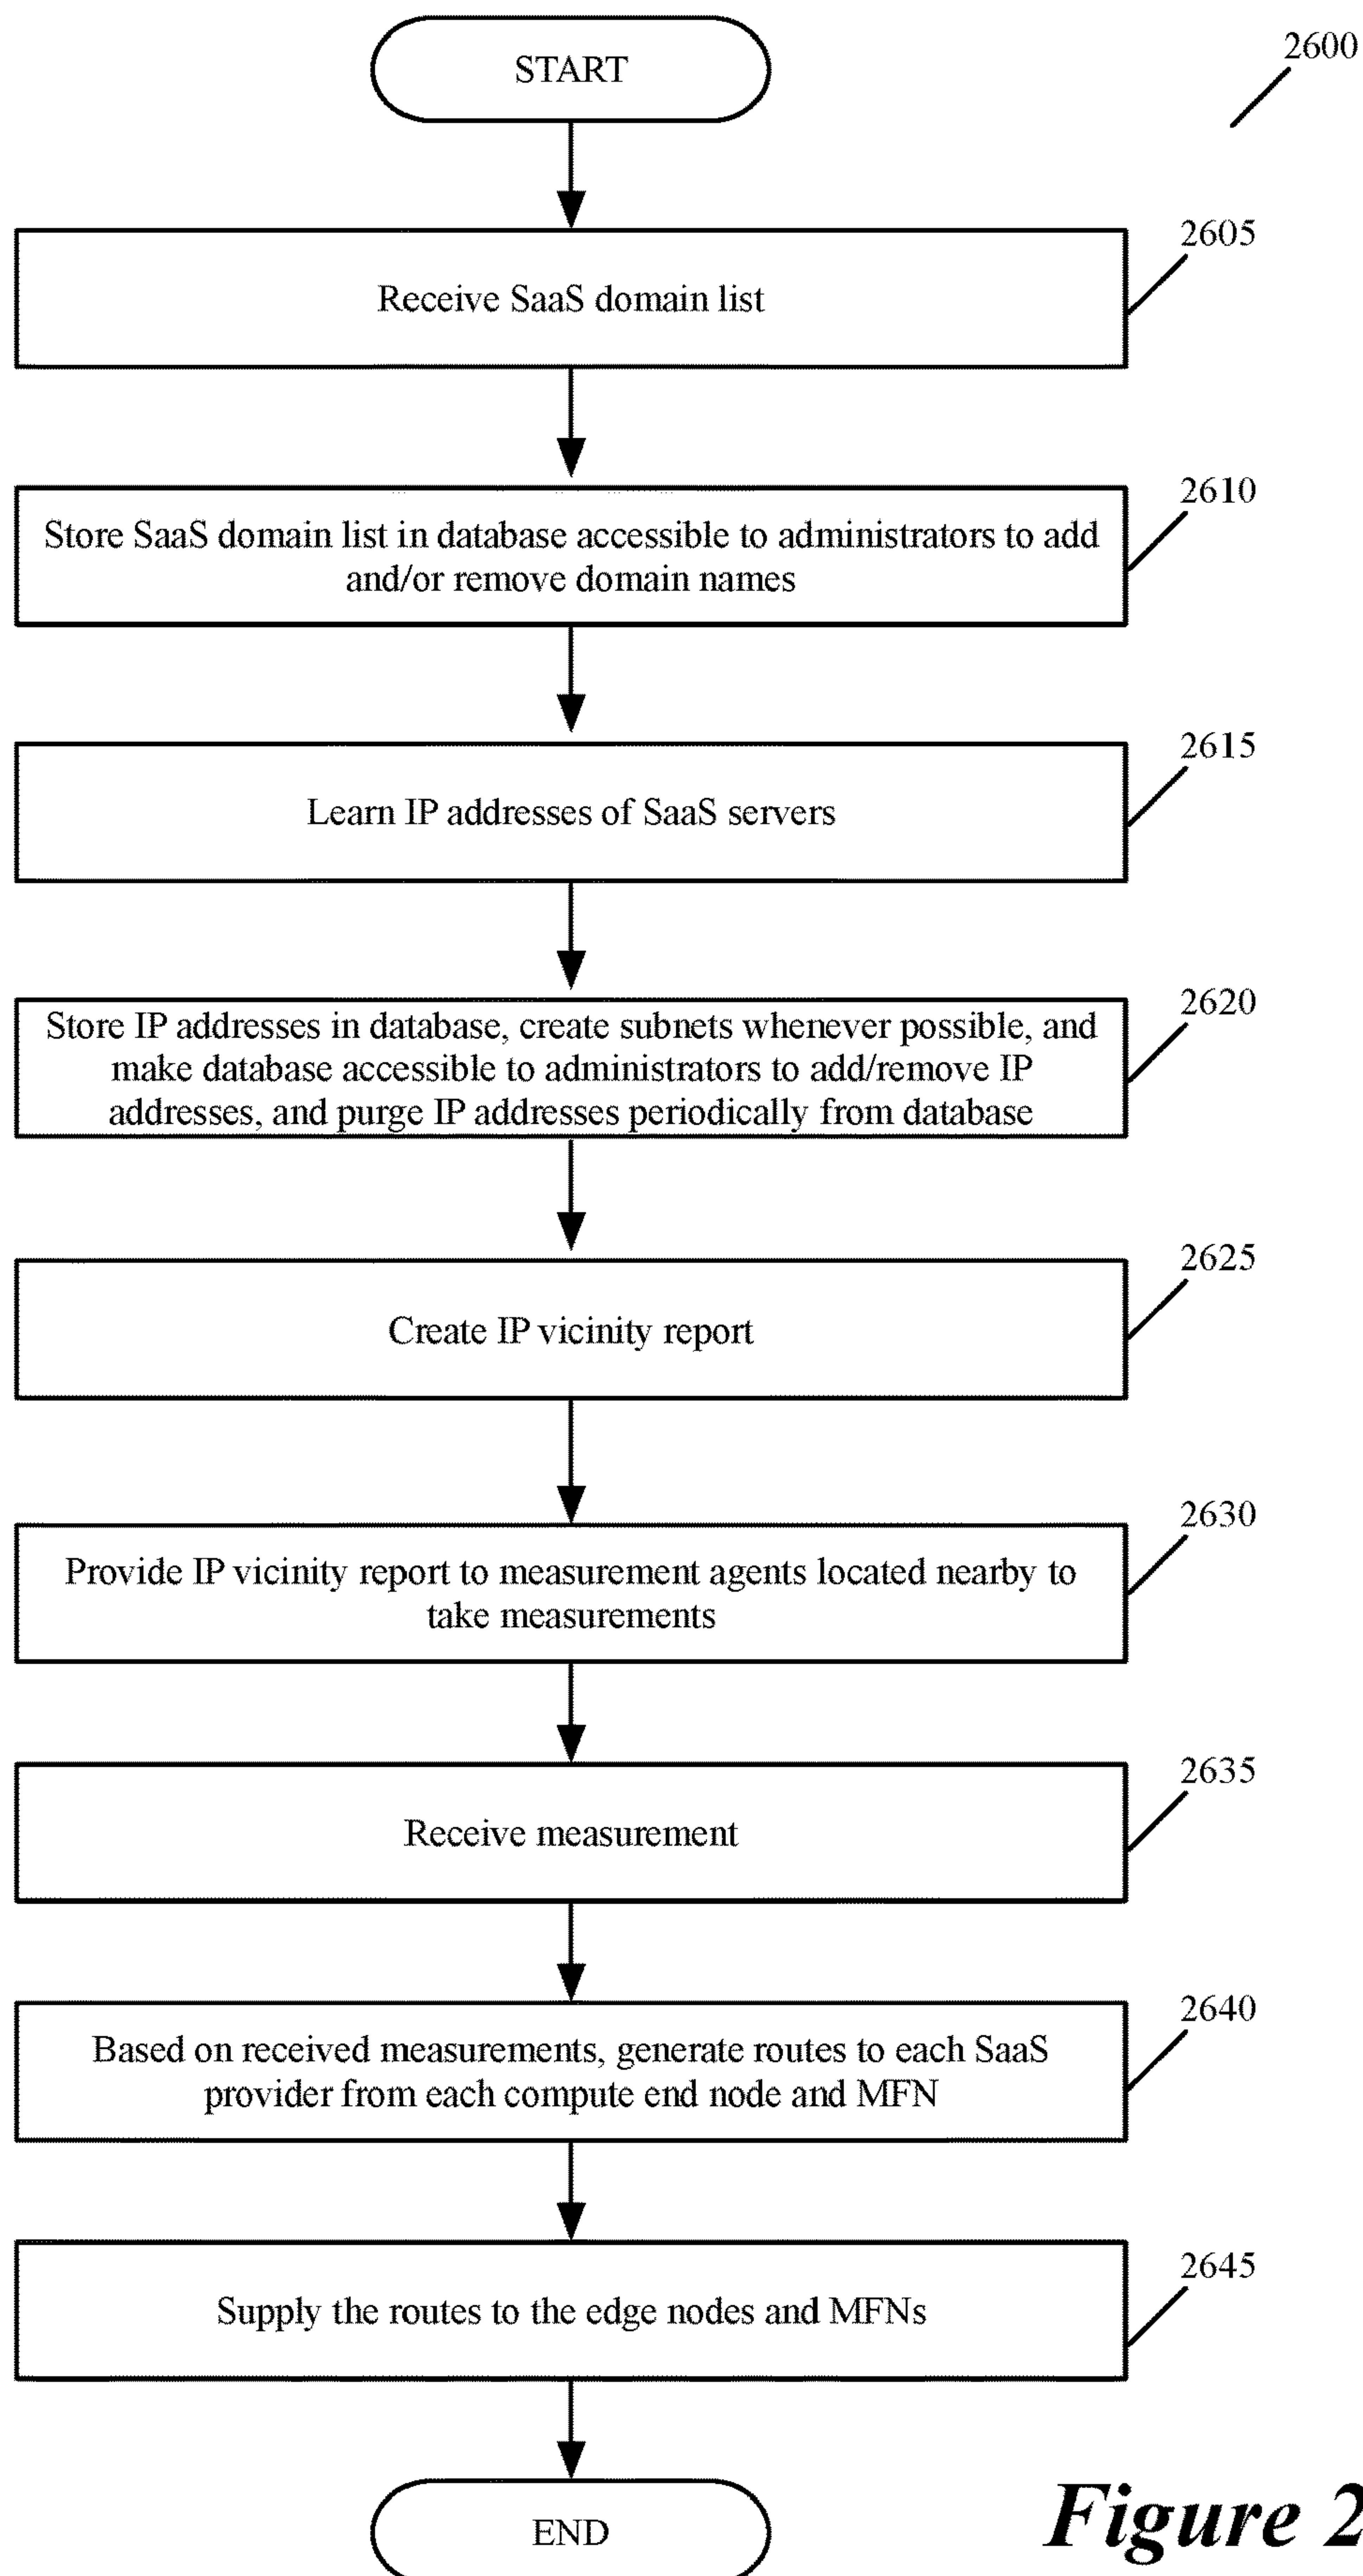 START
2600
2605
Receive SaaS domain list
2610
Store SaaS domain list in database accessible to administrators to add
and/or remove domain names
2615
Learn IP addresses of SaaS servers
2620
Store IP addresses in database, create subnets whenever possible, and
make database accessible to administrators to add/remove IP
addresses, and purge IP addresses periodically from database
2625
Create IP vicinity report
2630
Provide IP vicinity report to measurement agents located nearby to
take measurements
2635
Receive measurement
2640
Based on received measurements, generate routes to each SaaS
provider from each compute end node and MFN
2645
Supply the routes to the edge nodes and MFNs
END
Figure 2